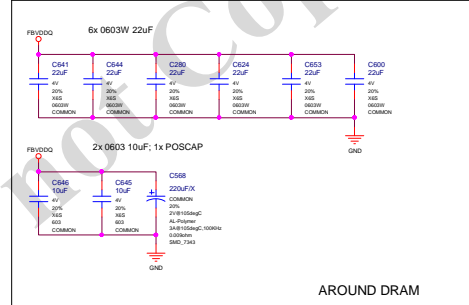 6x 0603W 22uF
FBVDDQ
C641 C644 C280 C624 C653 C600
22uF 22uF 22uF 22uF 22uF 22uF
4V 4V 4V 4V 4V 4V
20% 20% 20% 20% 20% 20%
X6S X6S X6S X6S X6S X6S
0603W 0603W 0603W 0603W 0603W 0603W
COMMON COMMON COMMON COMMON COMMON COMMON
GND
FBVDDQ
2x 0603 10uF; 1x POSCAP
C646 C645 C568
10uF 10uF 220uF/X
4V 4V COMMON
20% 20% 20%
X6S X6S 2V@105degC
603 603 AL-Polymer
COMMON COMMON 3A@105degC,100KHz
0.009ohm
SMD_7343
GND
AROUND DRAM
not Cop